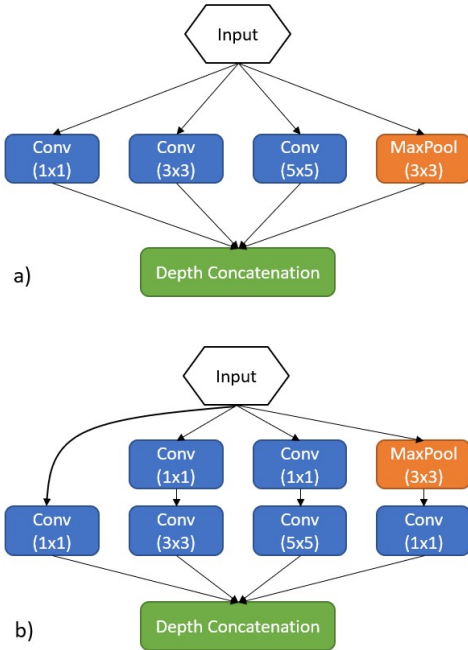 Input
Conv
(1x1)
Conv
(3x3)
Conv
(5x5)
MaxPool
(3x3)
Depth Concatenation
a)
Input
Conv
(1x1)
Conv
(1x1)
MaxPool
(3x3)
Conv
(1x1)
Conv
(3x3)
Conv
(5x5)
Conv
(1x1)
Depth Concatenation
b)